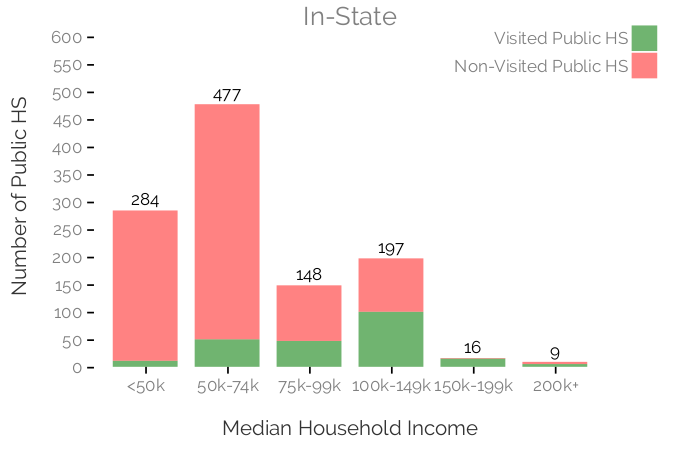 In-State
Visited Public HS
Non-Visited Public HS
Number of Public HS
600
550
500
450
400
350
300
250
200
150
100
50
0
284
477
148
197
16
9
<50k
50k-74k
75k-99k
100k-149k
150k-199k
200k+
Median Household Income